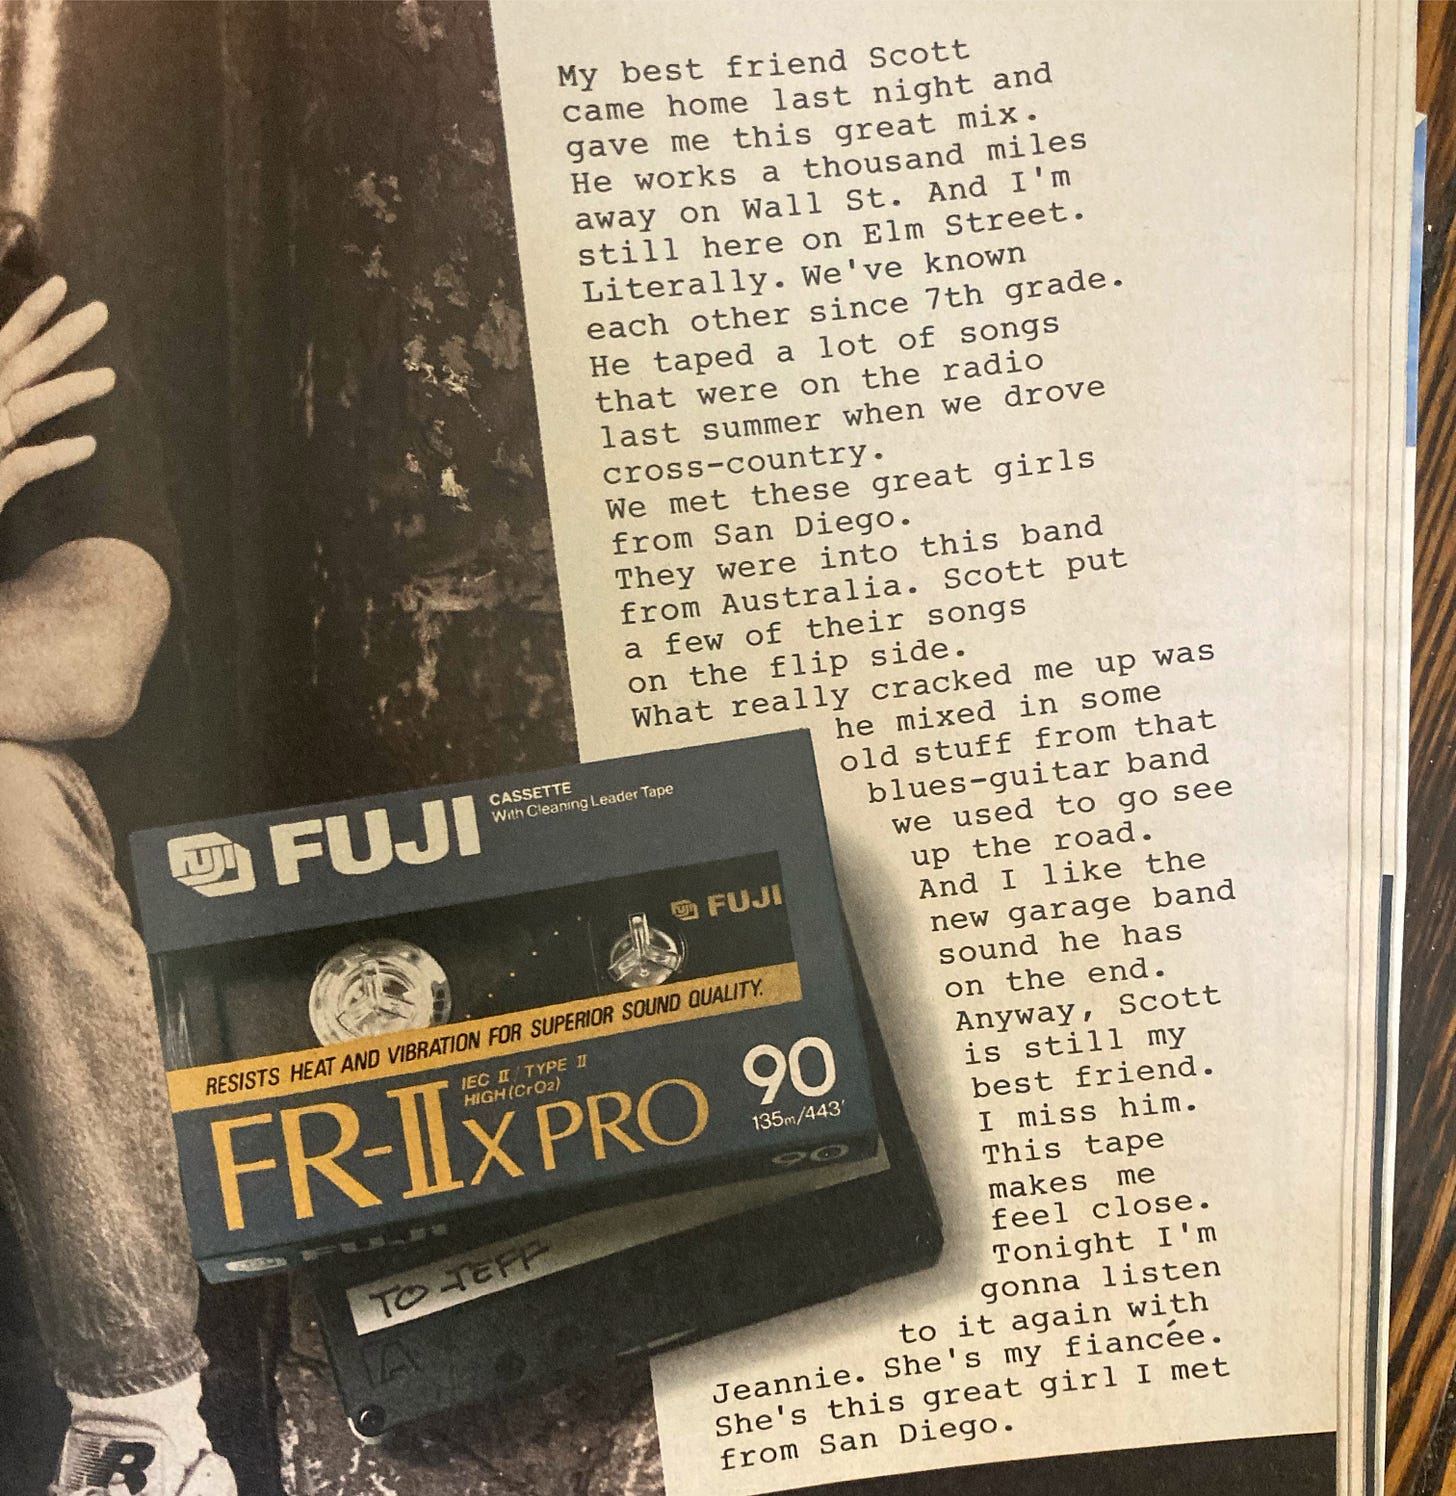 My best friend Scott
came home last night and
gave me this great mix.
He works a thousand miles
away on Wall St. And I'm
still here on Elm Street.
Literally. We've known
each other since 7th grade.
He taped a lot of songs
that were on the radio
last summer when we drove
cross-country.
We met these great girls
from San Diego.
They were into this band
from Australia. Scott put
a few of their songs
on the flip side.
What really cracked me up was
he mixed in some
old stuff from that
blues-guitar band
we used to go see
up the road.
And I like the
new garage band
sound he has
on the end.
Anyway, Scott
is still my
best friend.
I miss him.
This tape
makes me
feel close.
Tonight I'm
gonna listen
to it again with
Jeannie. She's my fiancée.
She's this great girl I met
from San Diego.
FUJI FUJI
CASSETTE
With Cleaning Leader Tape
FUJI FUJI
RESISTS HEAT AND VIBRATION FOR SUPERIOR SOUND QUALITY.
FR-II x PRO
IEC II / TYPE II
HIGH (CrO2)
90
135m/443'
90
FUJI
TO JEFF
A